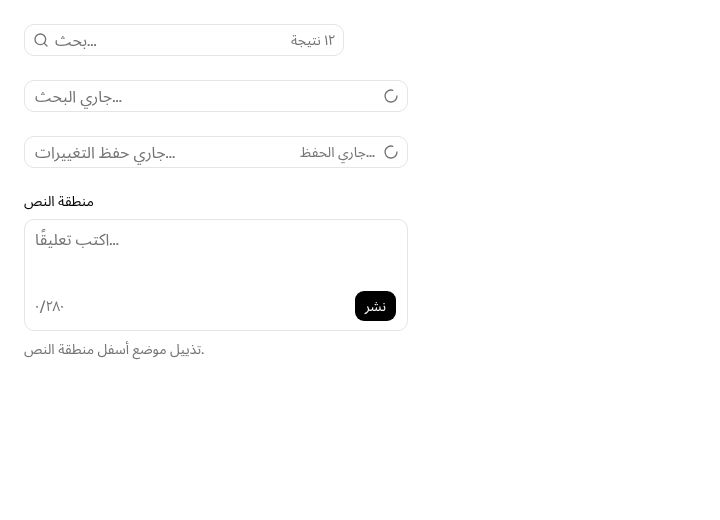 بحث...
١٢ نتيجة
جاري البحث...
جاري حفظ التغييرات...
جاري الحفظ...
منطقة النص
اكتب تعليقًا...
٠/٢٨٠
نشر
تذييل موضع أسفل منطقة النص.